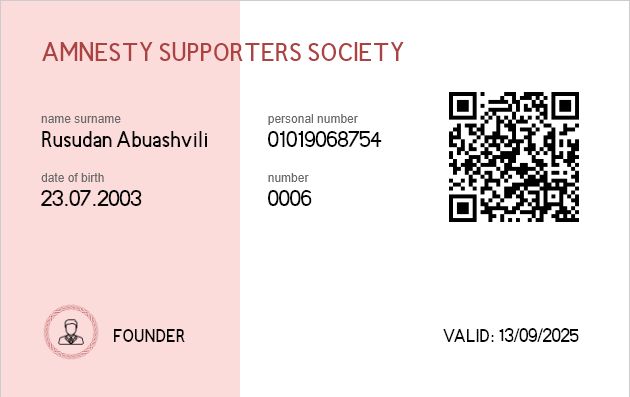 AMNESTY SUPPORTERS SOCIETY
name surname
Rusudan Abuashvili
personal number
01019068754
date of birth
23.07.2003
number
0006
FOUNDER
VALID: 13/09/2025